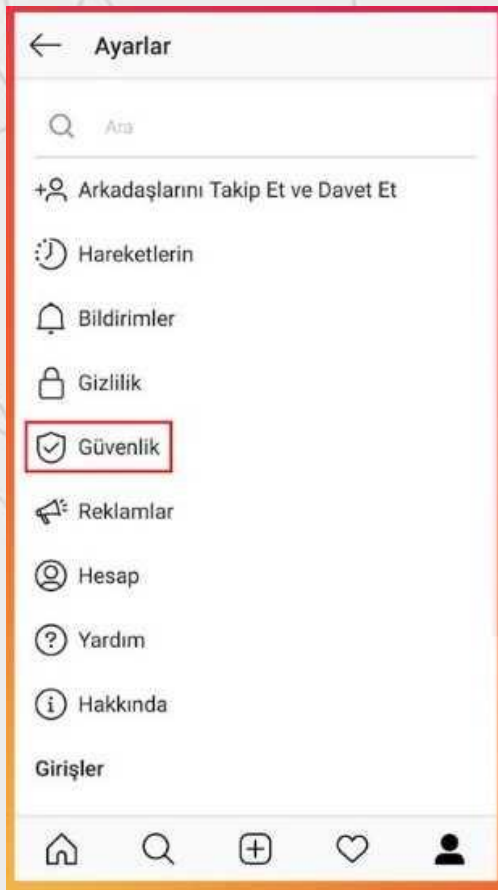 Ayarlar
Ara
Arkadaşlarını Takip Et ve Davet Et
Hareketlerin
Bildirimler
Gizlilik
Güvenlik
Reklamlar
Hesap
Yardım
Hakkında
Girişler